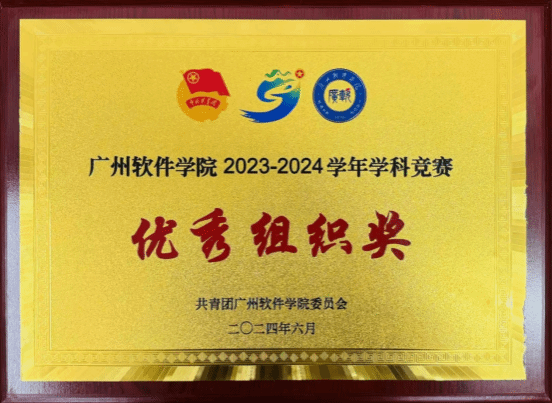 广州软件学院 2023-2024 学年学科竞赛
优秀组织奖
共青团广州软件学院委员会
二〇二四年六月